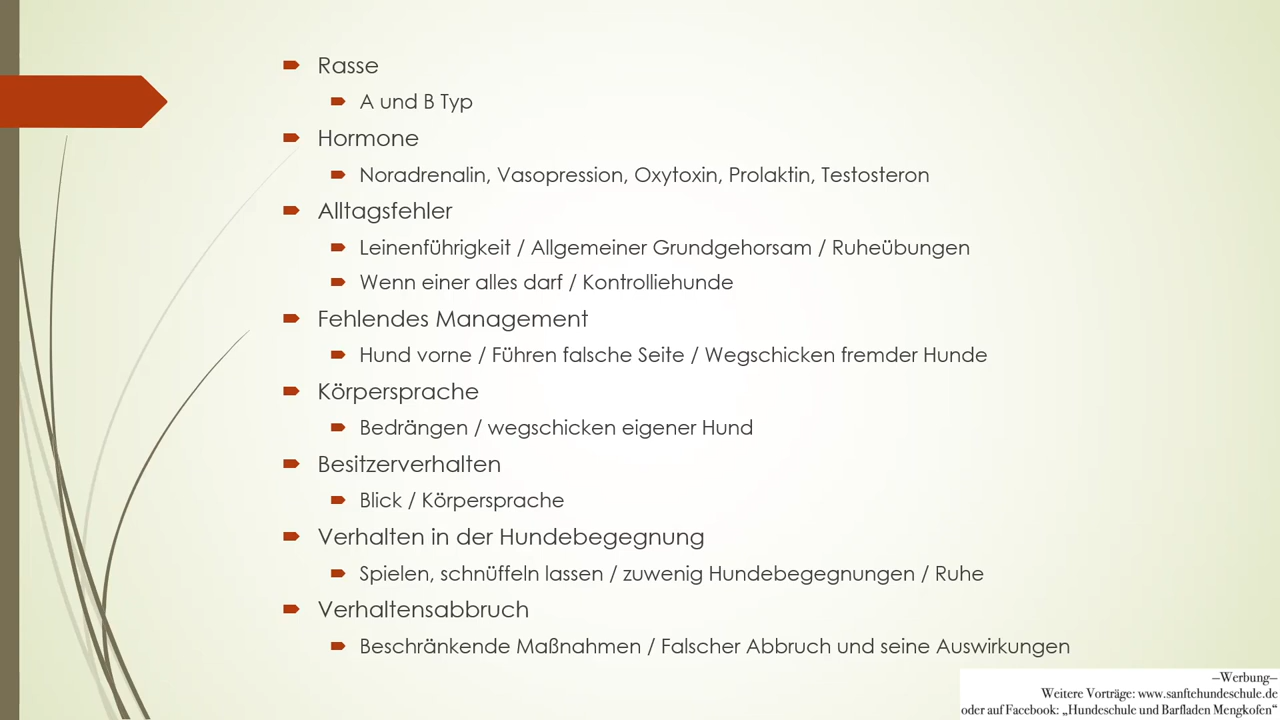 Rasse
A und B Typ
Hormone
Noradrenalin, Vasopression, Oxytoxin, Prolaktin, Testosteron
Alltagsfehler
Leinenführigkeit / Allgemeiner Grundgehorsam / Ruheübungen
Wenn einer alles darf / Kontrolliehunde
Fehlendes Management
Hund vorne / Führen falsche Seite / Wegschicken fremder Hunde
Körpersprache
Bedrängen / wegschicken eigener Hund
Besitzerverhalten
Blick / Körpersprache
Verhalten in der Hundebegegnung
Spielen, schnüffeln lassen / zuwenig Hundebegegnungen / Ruhe
Verhaltensabbruch
Beschränkende Maßnahmen / Falscher Abbruch und seine Auswirkungen
—Werbung—
Weitere Vorträge: www.sanftehundeschule.de
oder auf Facebook: „Hundeschule und Barfladen Mengkofen“